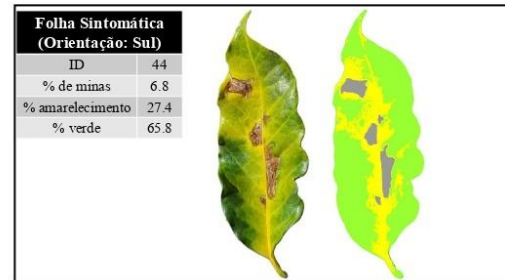 Folha Sintomática
(Orientação: Sul)
ID 44
% de minas 6.8
% amarelecimento 27.4
% verde 65.8